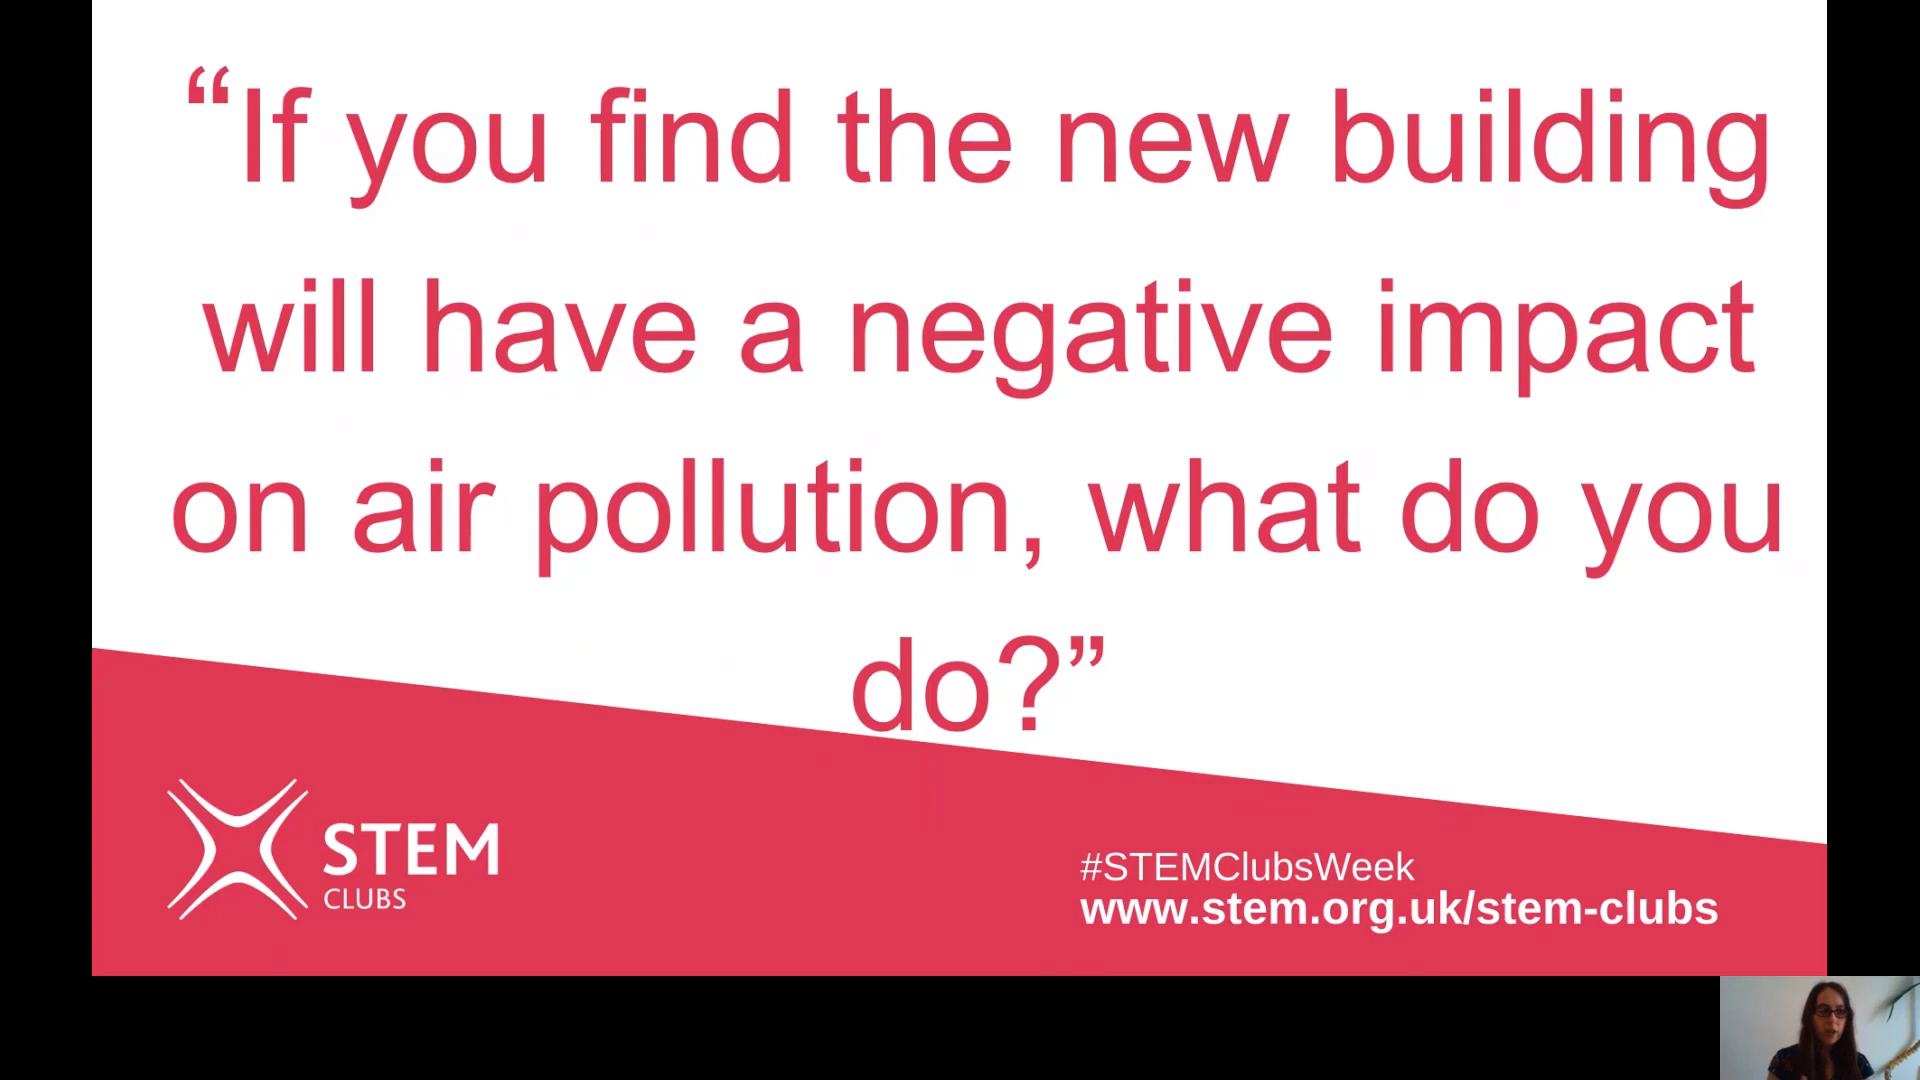 “If you find the new building
will have a negative impact
on air pollution, what do you
do?”
STEM
CLUBS
#STEMClubsWeek
www.stem.org.uk/stem-clubs